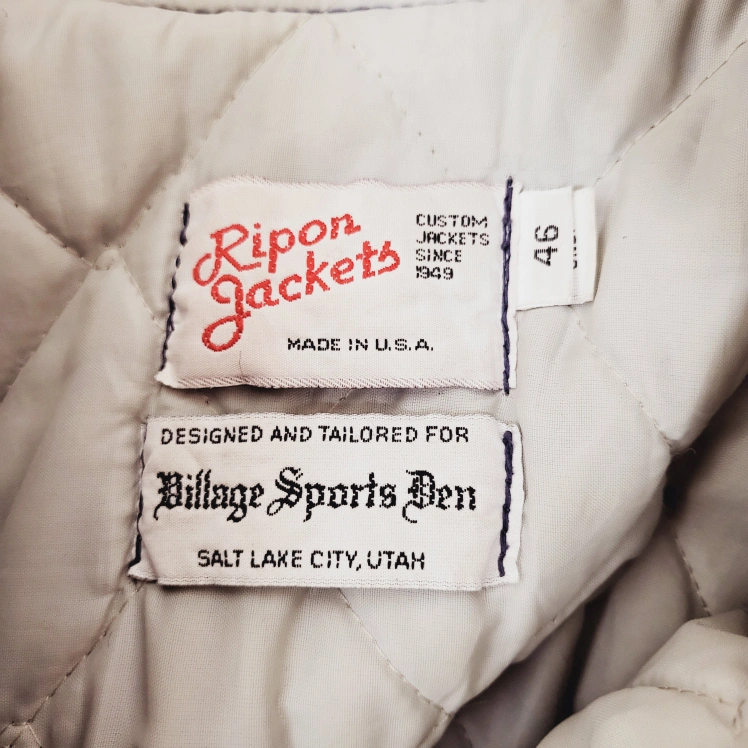 Ripon
Jackets
CUSTOM
JACKETS
SINCE
1949
46
MADE IN U.S.A.
DESIGNED AND TAILORED FOR
Village Sports Den
SALT LAKE CITY, UTAH